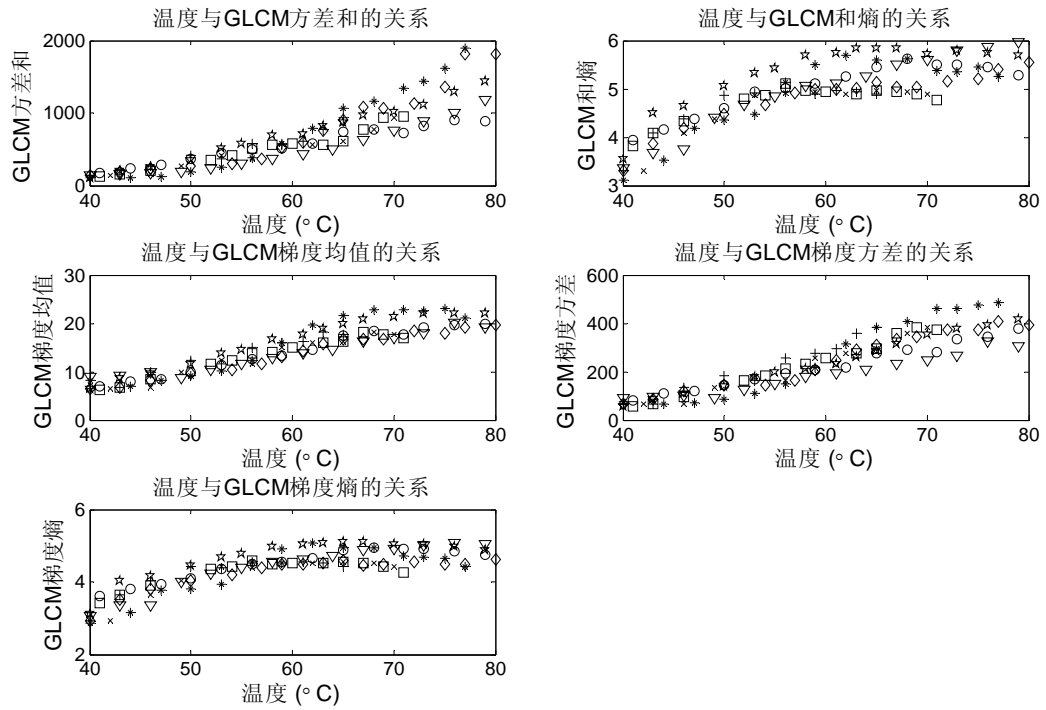 温度与GLCM方差和的关系
2000
1000
0
GLCM方差和
40 50 60 70 80
温度 (° C)
温度与GLCM和熵的关系
6
5
4
3
GLCM和熵
40 50 60 70 80
温度 (° C)
温度与GLCM梯度均值的关系
30
20
10
0
GLCM梯度均值
40 50 60 70 80
温度 (° C)
温度与GLCM梯度方差的关系
600
400
200
0
GLCM梯度方差
40 50 60 70 80
温度 (° C)
温度与GLCM梯度熵的关系
6
4
2
GLCM梯度熵
40 50 60 70 80
温度 (° C)